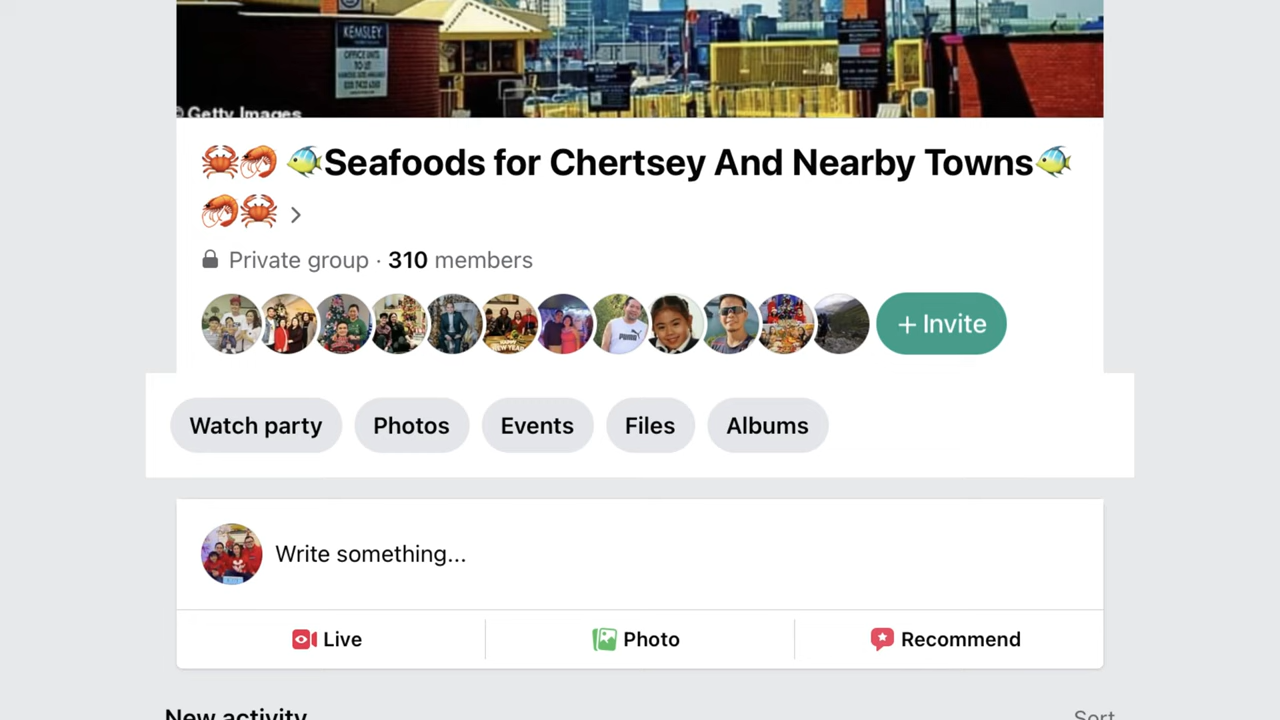 KEMSLEY
OFFICE UNITS
TO LET
Getty Images
🦀🦐 🐠Seafoods for Chertsey And Nearby Towns🐠
🦐🦀 >
Private group · 310 members
+ Invite
Watch party
Photos
Events
Files
Albums
Write something...
Live
Photo
Recommend
New activity
Sort